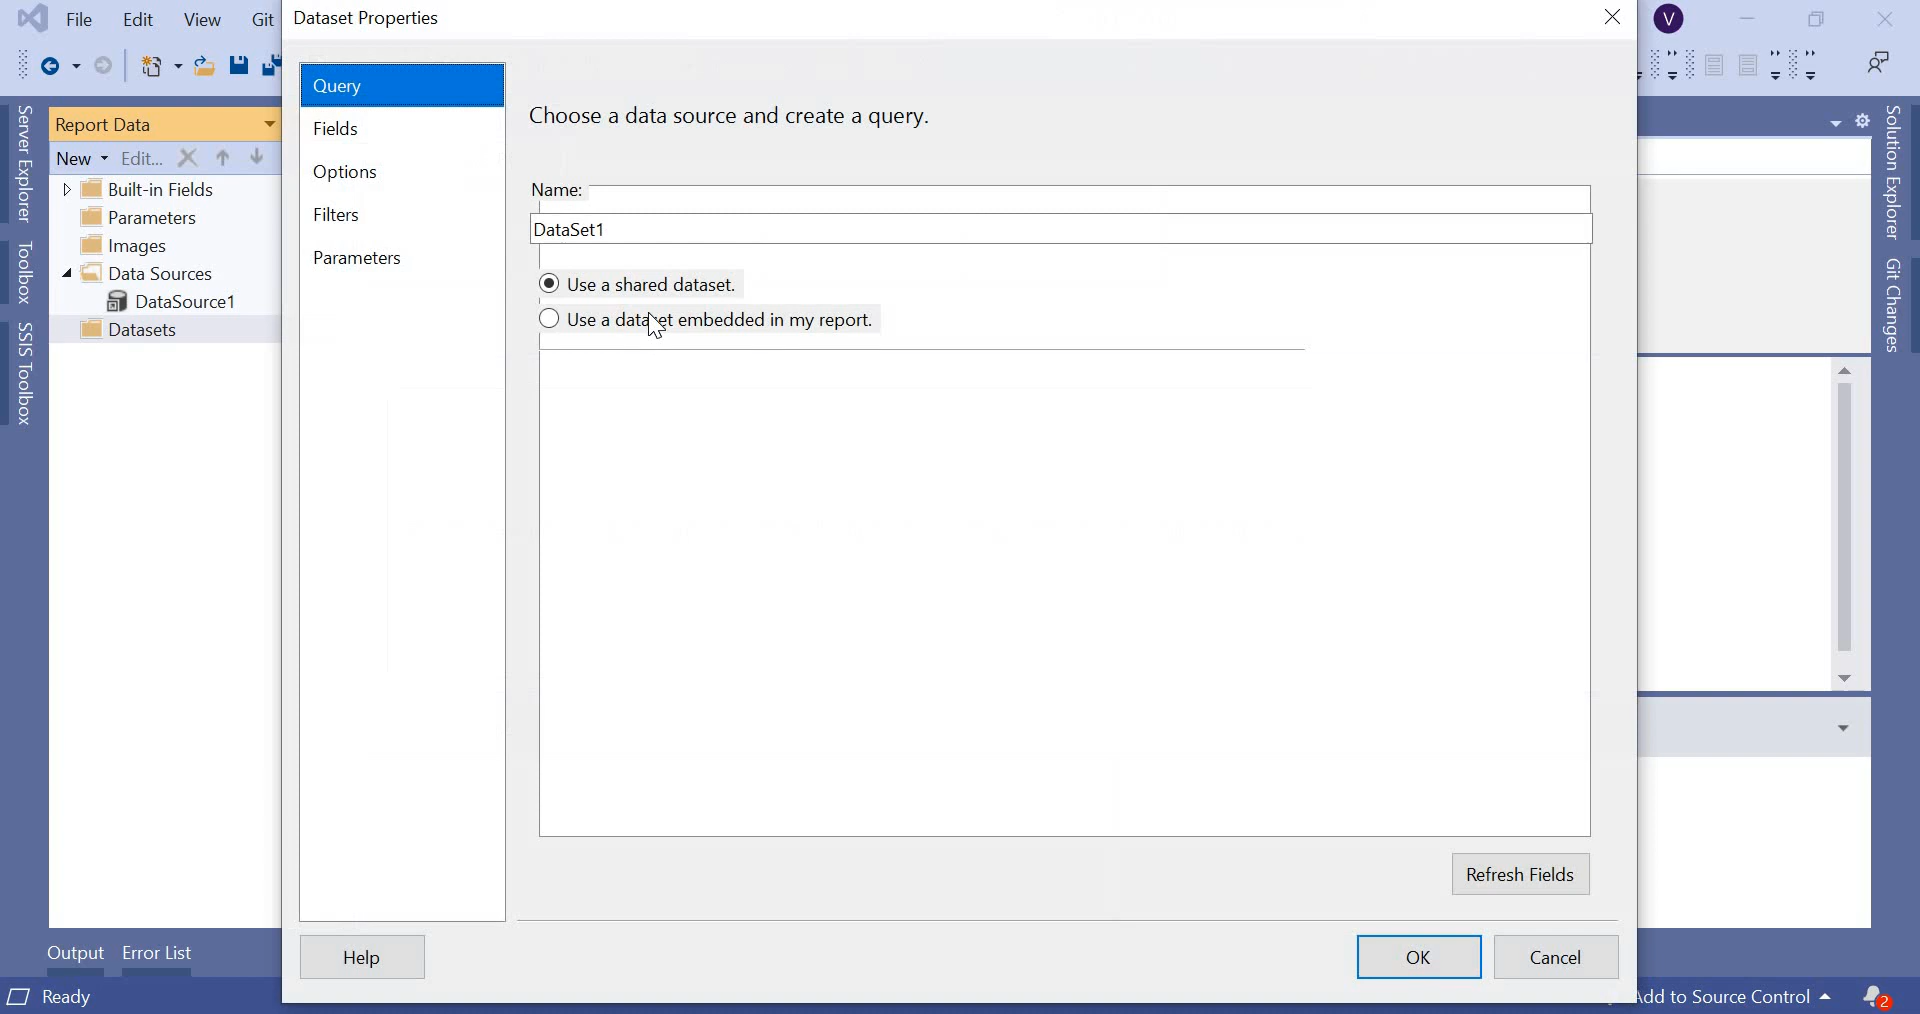 File Edit View Git
Dataset Properties
V
Query
Fields
Options
Filters
Parameters
Choose a data source and create a query.
Name:
DataSet1
Use a shared dataset.
Use a dataset embedded in my report.
Refresh Fields
Help
OK
Cancel
Server Explorer
Toolbox
SSIS Toolbox
Report Data
New Edit...
Built-in Fields
Parameters
Images
Data Sources
DataSource1
Datasets
Solution Explorer
Git Changes
Output Error List
Ready
Add to Source Control
2